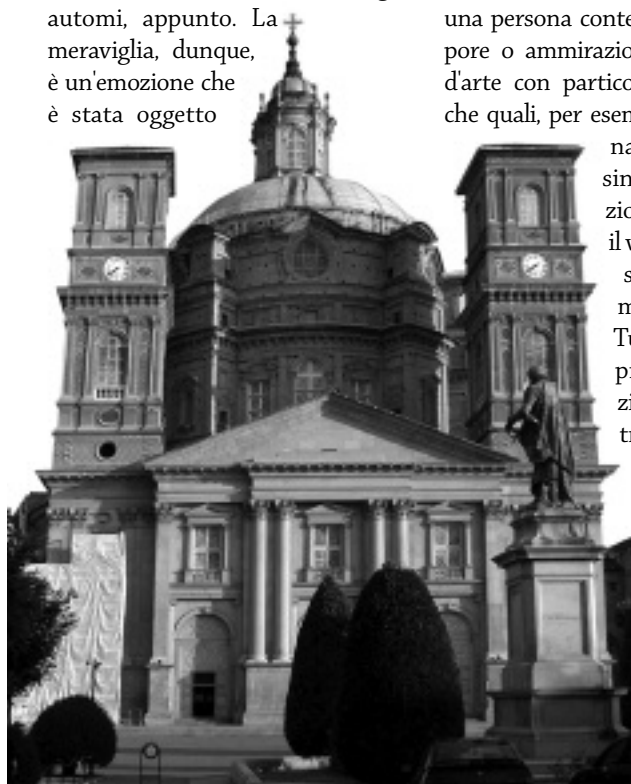 automi, appunto. La
meraviglia, dunque,
è un'emozione che
è stata oggetto
una persona conte
pore o ammirazio
d'arte con partico
che quali, per esem
na
sin
zio
il v
s
m
Tu
pr
zi
tr